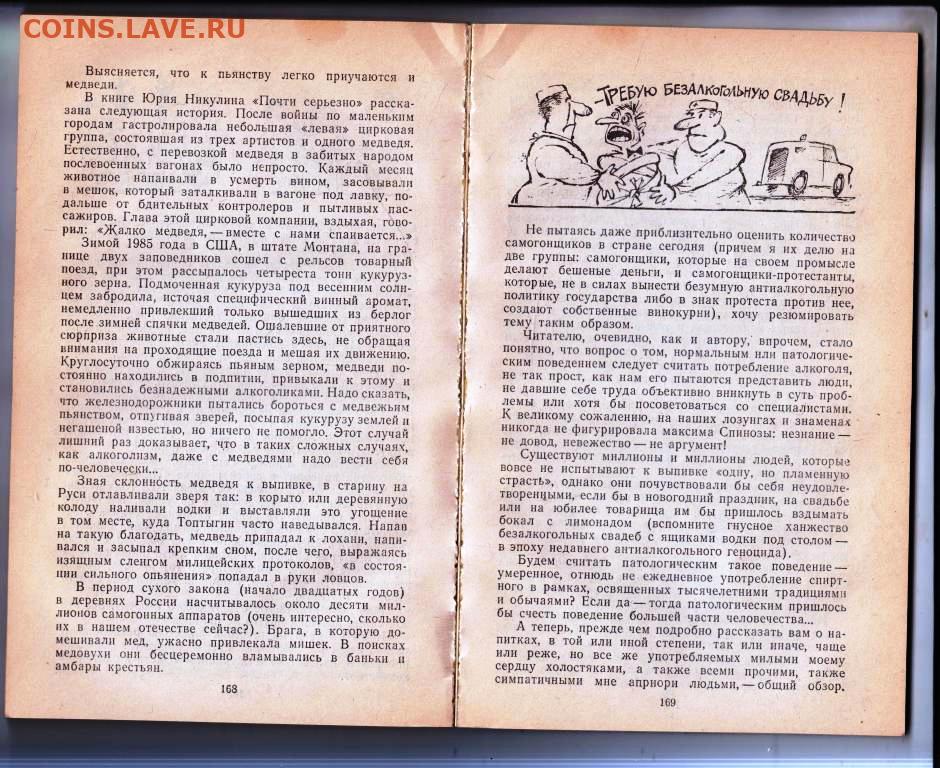 COINS.LAVE.RU
Выясняется, что к пьянству легко приучаются и
медведи.
В книге Юрия Никулина «Почти серьезно» расска-
зана следующая история. После войны по маленьким
городам гастролировала небольшая «левая» цирковая
группа, состоявшая из трех артистов и одного медведя.
Естественно, с перевозкой медведя в забитых народом
послевоенных вагонах было непросто. Каждый месяц
животное напаивали в усмерть вином, засовывали
в мешок, который заталкивали в вагоне под лавку, по-
дальше от бдительных контролеров и пытливых пас-
сажиров. Глава этой цирковой компании, вздыхая, гово-
рил: «Жалко медведя, — вместе с нами спаивается...»
Зимой 1985 года в США, в штате Монтана, на гра-
нице двух заповедников сошел с рельсов товарный
поезд, при этом рассыпалось четыреста тонн кукуруз-
ного зерна. Подмоченная кукуруза под весенним солн-
цем забродила, источая специфический винный аромат,
немедленно привлекший только вышедших из берлог
после зимней спячки медведей. Ошалевшие от приятного
сюрприза животные стали пастись здесь, не обращая
внимания на проходящие поезда и мешая их движению.
Круглосуточно обжираясь пьяным зерном, медведи по-
стоянно находились в подпитии, привыкали к этому и
становились безнадежными алкоголиками. Надо сказать,
что железнодорожники пытались бороться с медвежьим
пьянством, отпугивая зверей, посыпая кукурузу землей и
негашеной известью, но ничего не помогло. Этот случай
лишний раз доказывает, что в таких сложных случаях,
как алкоголизм, даже с медведями надо вести себя
по-человечески...
Зная склонность медведя к выпивке, в старину на
Руси отлавливали зверя так: в корыто или деревянную
колоду наливали водки и выставляли это угощение
в том месте, куда Топтыгин часто наведывался. Напав
на такую благодать, медведь припадал к лохани, напи-
вался и засыпал крепким сном, после чего, выражаясь
изящным сленгом милицейских протоколов, «в состоя-
нии сильного опьянения» попадал в руки ловцов.
В период сухого закона (начало двадцатых годов)
в деревнях России насчитывалось около десяти мил-
лионов самогонных аппаратов (очень интересно, сколько
их в нашем отечестве сейчас?). Брага, в которую до-
мешивали мед, ужасно привлекала мишек. В поисках
медовухи они бесцеремонно вламывались в баньки и
амбары крестьян.
168
— ТРЕБУЮ БЕЗАЛКОГОЛЬНУЮ СВАДЬБУ!
Не пытаясь даже приблизительно оценить количество
самогонщиков в стране сегодня (причем я их делю на
две группы: самогонщики, которые на своем промысле
делают бешеные деньги, и самогонщики-протестанты,
которые, не в силах вынести безумную антиалкогольную
политику государства либо в знак протеста против нее,
создают собственные винокурни), хочу резюмировать
тему таким образом.
Читателю, очевидно, как и автору, впрочем, стало
понятно, что вопрос о том, нормальным или патологиче-
ским поведением следует считать потребление алкоголя,
не так прост, как нам его пытаются представить люди,
не давшие себе труда объективно вникнуть в суть проб-
лемы или хотя бы посоветоваться со специалистами.
К великому сожалению, на наших лозунгах и знаменах
никогда не фигурировала максима Спинозы: незнание —
не довод, невежество — не аргумент!
Существуют миллионы и миллионы людей, которые
вовсе не испытывают к выпивке «одну, но пламенную
страсть», однако они почувствовали бы себя неудовле-
творенными, если бы в новогодний праздник, на свадьбе
или на юбилее товарища им бы пришлось вздымать
бокал с лимонадом (вспомните гнусное ханжество
безалкогольных свадеб с ящиками водки под столом —
в эпоху недавнего антиалкогольного геноцида).
Будем считать патологическим такое поведение —
умеренное, отнюдь не ежедневное употребление спирт-
ного в рамках, освященных тысячелетними традициями
и обычаями? Если да — тогда патологическим пришлось
бы счесть поведение большей части человечества...
А теперь, прежде чем подробно рассказать вам о на-
питках, в той или иной степени, так или иначе, чаще
или реже, но все же употребляемых милыми моему
сердцу холостяками, а также всеми прочими, также
симпатичными мне априори людьми, — общий обзор.
169